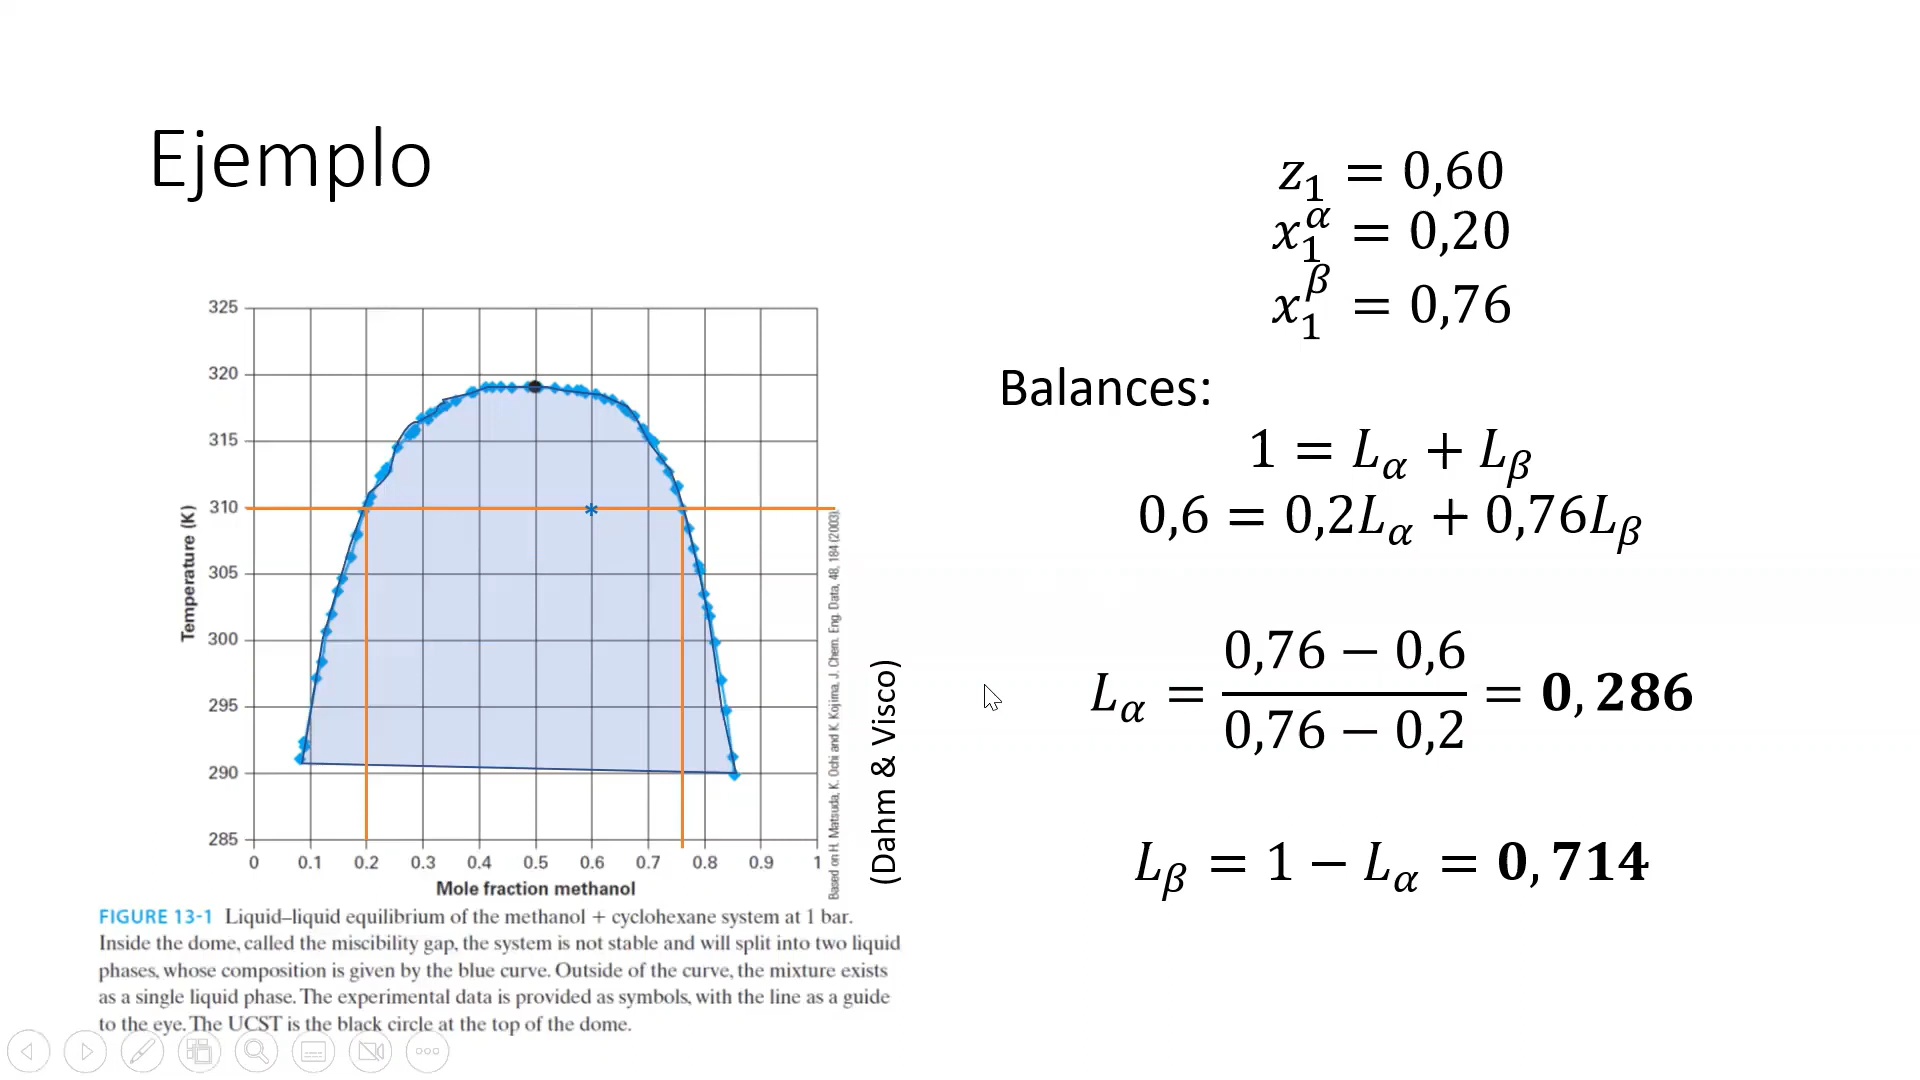 Ejemplo
z₁ = 0,60
x₁^α = 0,20
x₁^β = 0,76
Balances:
1 = L_α + L_β
0,6 = 0,2L_α + 0,76L_β
L_α = (0,76 − 0,6)/(0,76 − 0,2) = 0,286
L_β = 1 − L_α = 0,714
325
320
315
310
305
300
295
290
285
Temperature (K)
0 0.1 0.2 0.3 0.4 0.5 0.6 0.7 0.8 0.9 1
Mole fraction methanol
Based on H. Matsuda, K. Ochi and K. Kojima, J. Chem. Eng. Data, 48, 184 (2003).
(Dahm & Visco)
FIGURE 13-1 Liquid–liquid equilibrium of the methanol + cyclohexane system at 1 bar.
Inside the dome, called the miscibility gap, the system is not stable and will split into two liquid
phases, whose composition is given by the blue curve. Outside of the curve, the mixture exists
as a single liquid phase. The experimental data is provided as symbols, with the line as a guide
to the eye. The UCST is the black circle at the top of the dome.